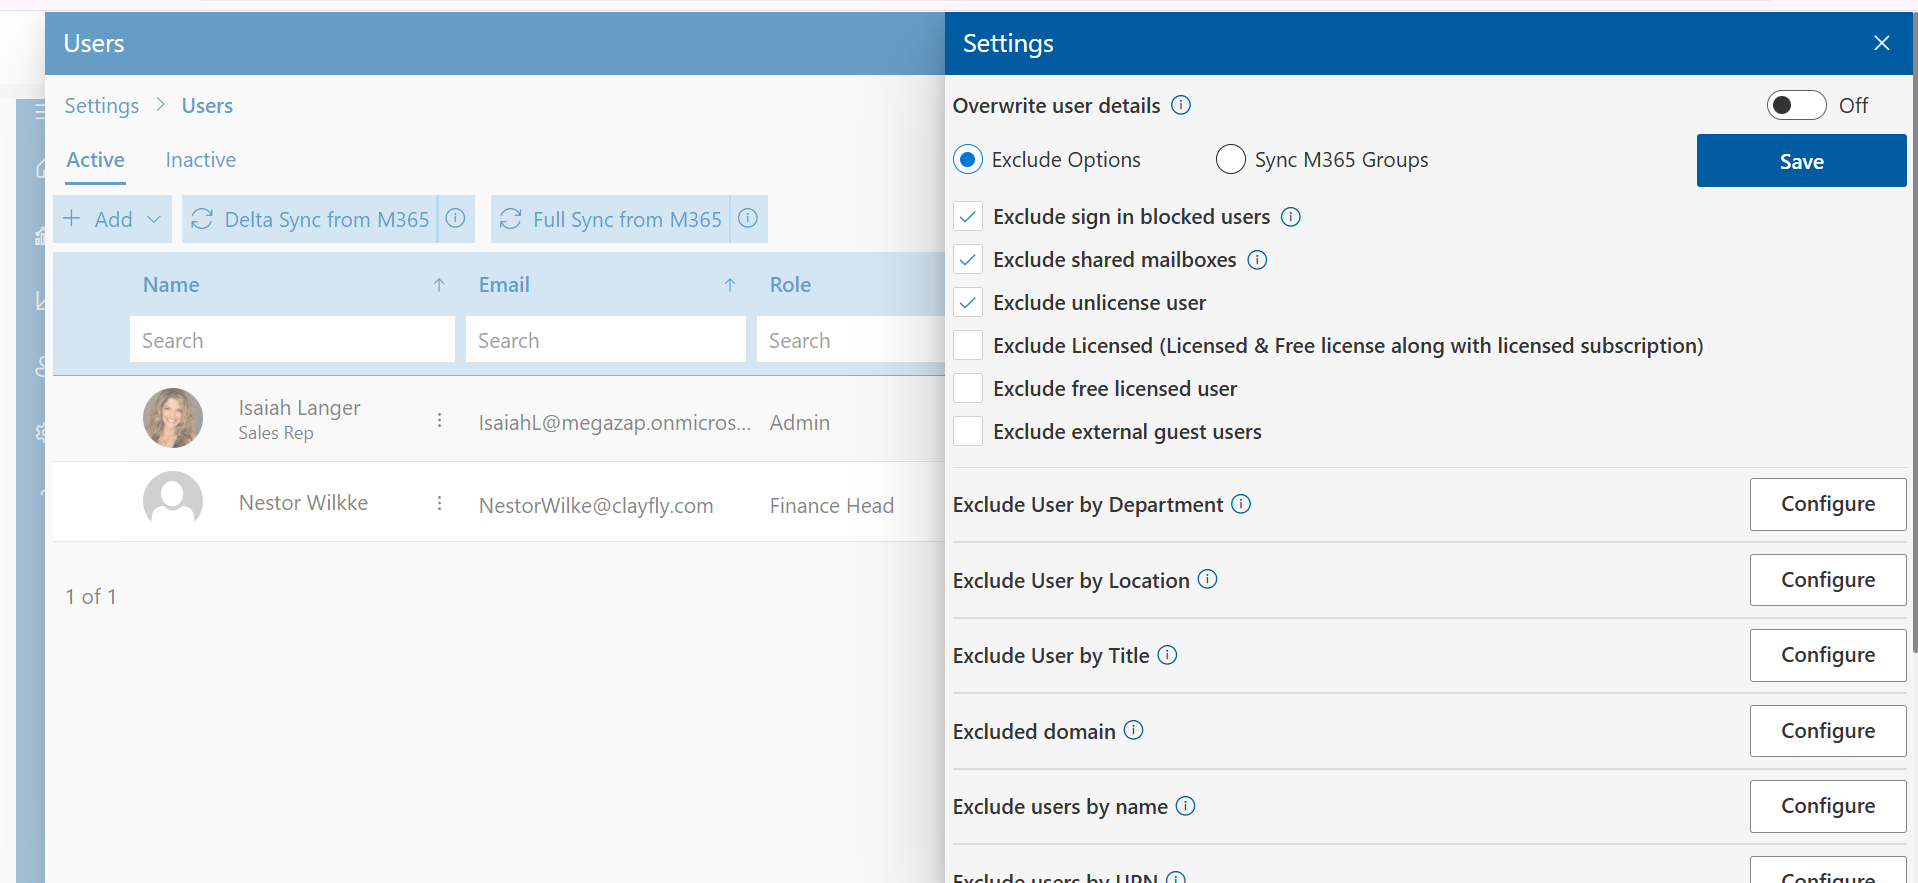 Users
Settings > Users
Active Inactive
Add Delta Sync from M365 Full Sync from M365
Name Email Role
Search Search Search
Isaiah Langer
Sales Rep
IsaiahL@megazap.onmicros... Admin
Nestor Wilkke NestorWilke@clayfly.com Finance Head
1 of 1
Settings
Overwrite user details Off
Exclude Options Sync M365 Groups Save
Exclude sign in blocked users
Exclude shared mailboxes
Exclude unlicense user
Exclude Licensed (Licensed & Free license along with licensed subscription)
Exclude free licensed user
Exclude external guest users
Exclude User by Department Configure
Exclude User by Location Configure
Exclude User by Title Configure
Excluded domain Configure
Exclude users by name Configure
Exclude users by UPN Configure